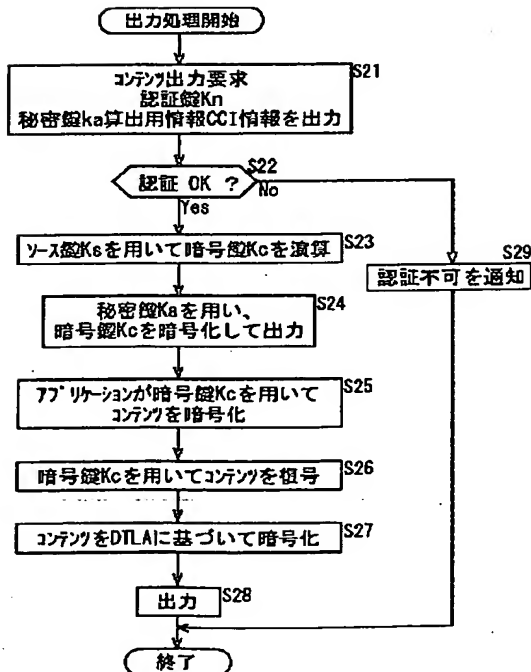 出力処理開始
コンテンツ出力要求
認証鍵Kn
秘密鍵ka算出用情報CCI情報を出力
S21
認証 OK ?
S22
No
Yes
ソース鍵Ksを用いて暗号鍵Kcを演算
S23
S29
認証不可を通知
秘密鍵Kaを用い、
暗号鍵Kcを暗号化して出力
S24
アプリケーションが暗号鍵Kcを用いて
コンテンツを暗号化
S25
暗号鍵Kcを用いてコンテンツを復号
S26
コンテンツをDTLAに基づいて暗号化
S27
出力
S28
終了